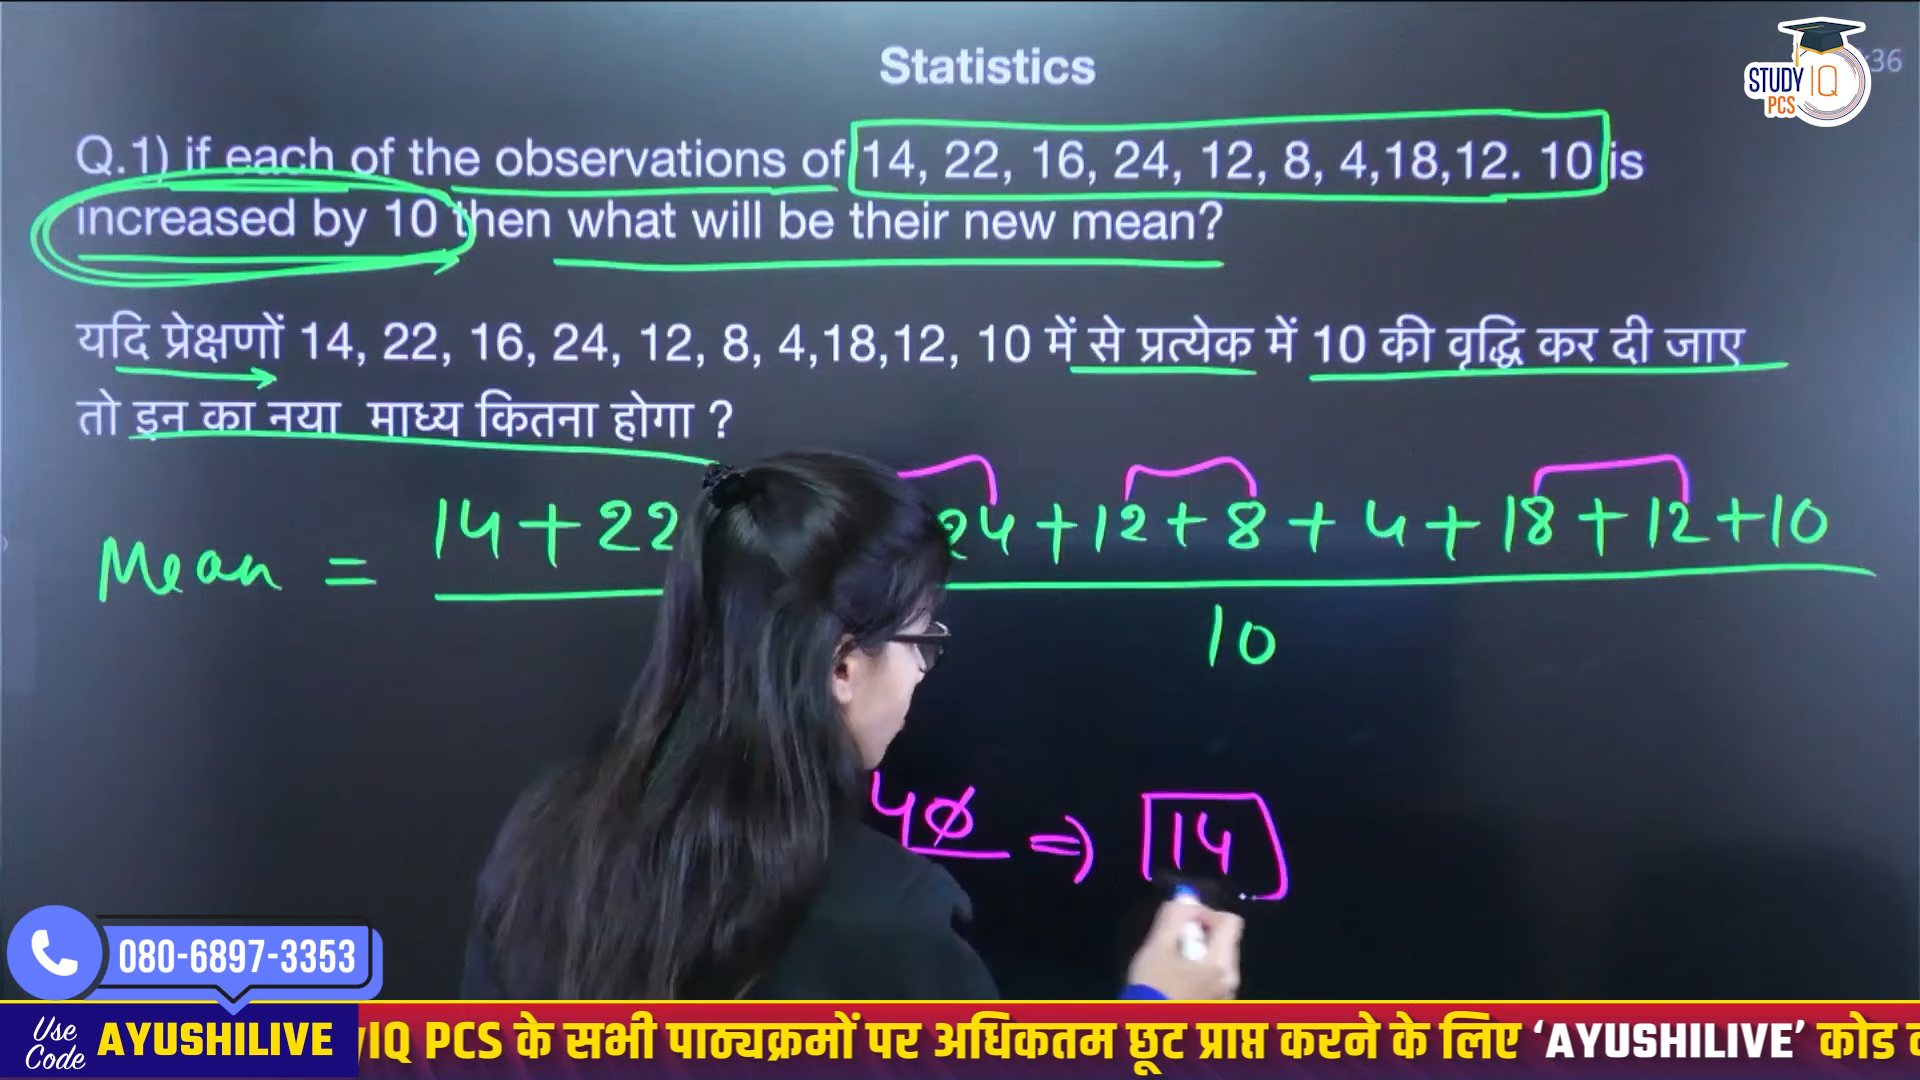 Statistics
:36
STUDY IQ
PCS
Q.1) if each of the observations of 14, 22, 16, 24, 12, 8, 4,18,12. 10 is
increased by 10 then what will be their new mean?
यदि प्रेक्षणों 14, 22, 16, 24, 12, 8, 4,18,12, 10 में से प्रत्येक में 10 की वृद्धि कर दी जाए
तो इन का नया माध्य कितना होगा ?
Mean = 14 + 22 24 + 12 + 8 + 4 + 18 + 12 + 10
10
40 ⇒ 14
080-6897-3353
Use Code AYUSHILIVE
IQ PCS के सभी पाठ्यक्रमों पर अधिकतम छूट प्राप्त करने के लिए ‘AYUSHILIVE’ कोड